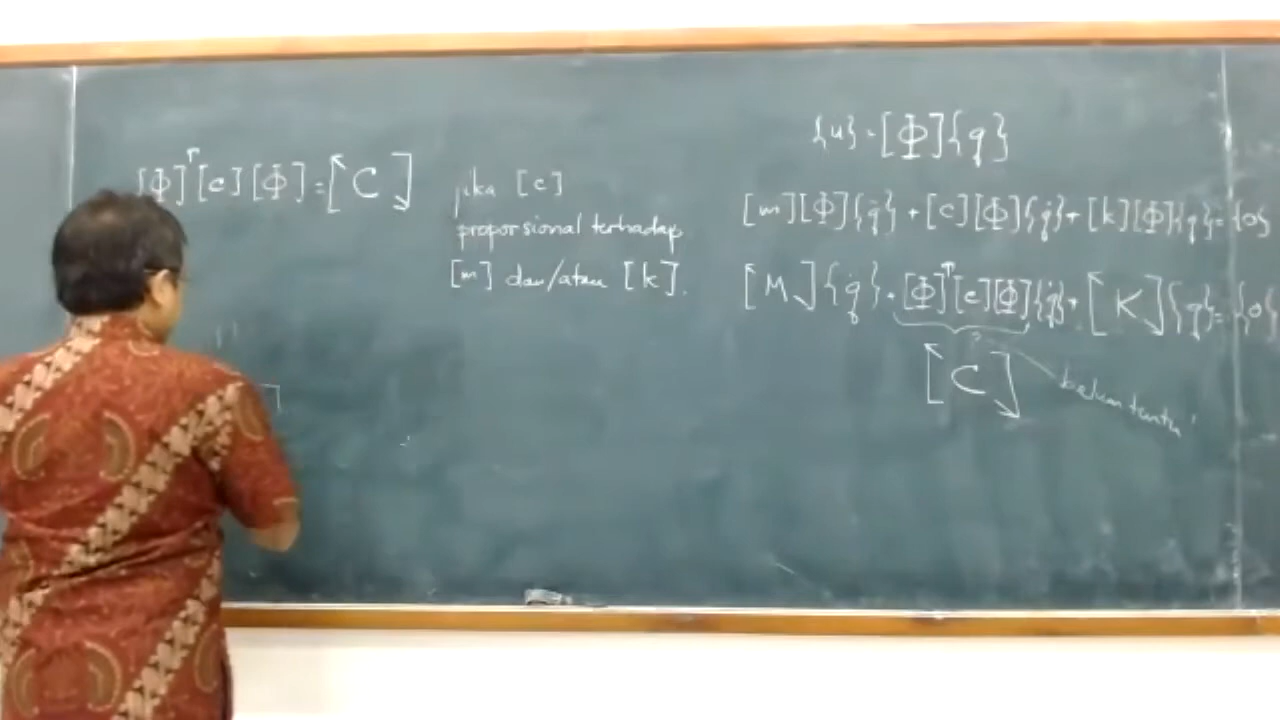 [Φ]ᵀ[c][Φ] = [C]
jika [c]
proporsional terhadap
[m] dan/atau [k].
{u} = [Φ]{q}
[m][Φ]{q̈} + [c][Φ]{q̇} + [k][Φ]{q} = {0}
[M]{q̈} + [Φ]ᵀ[c][Φ]{q̇} + [K]{q} = {0}
?
[C]
belum tentu